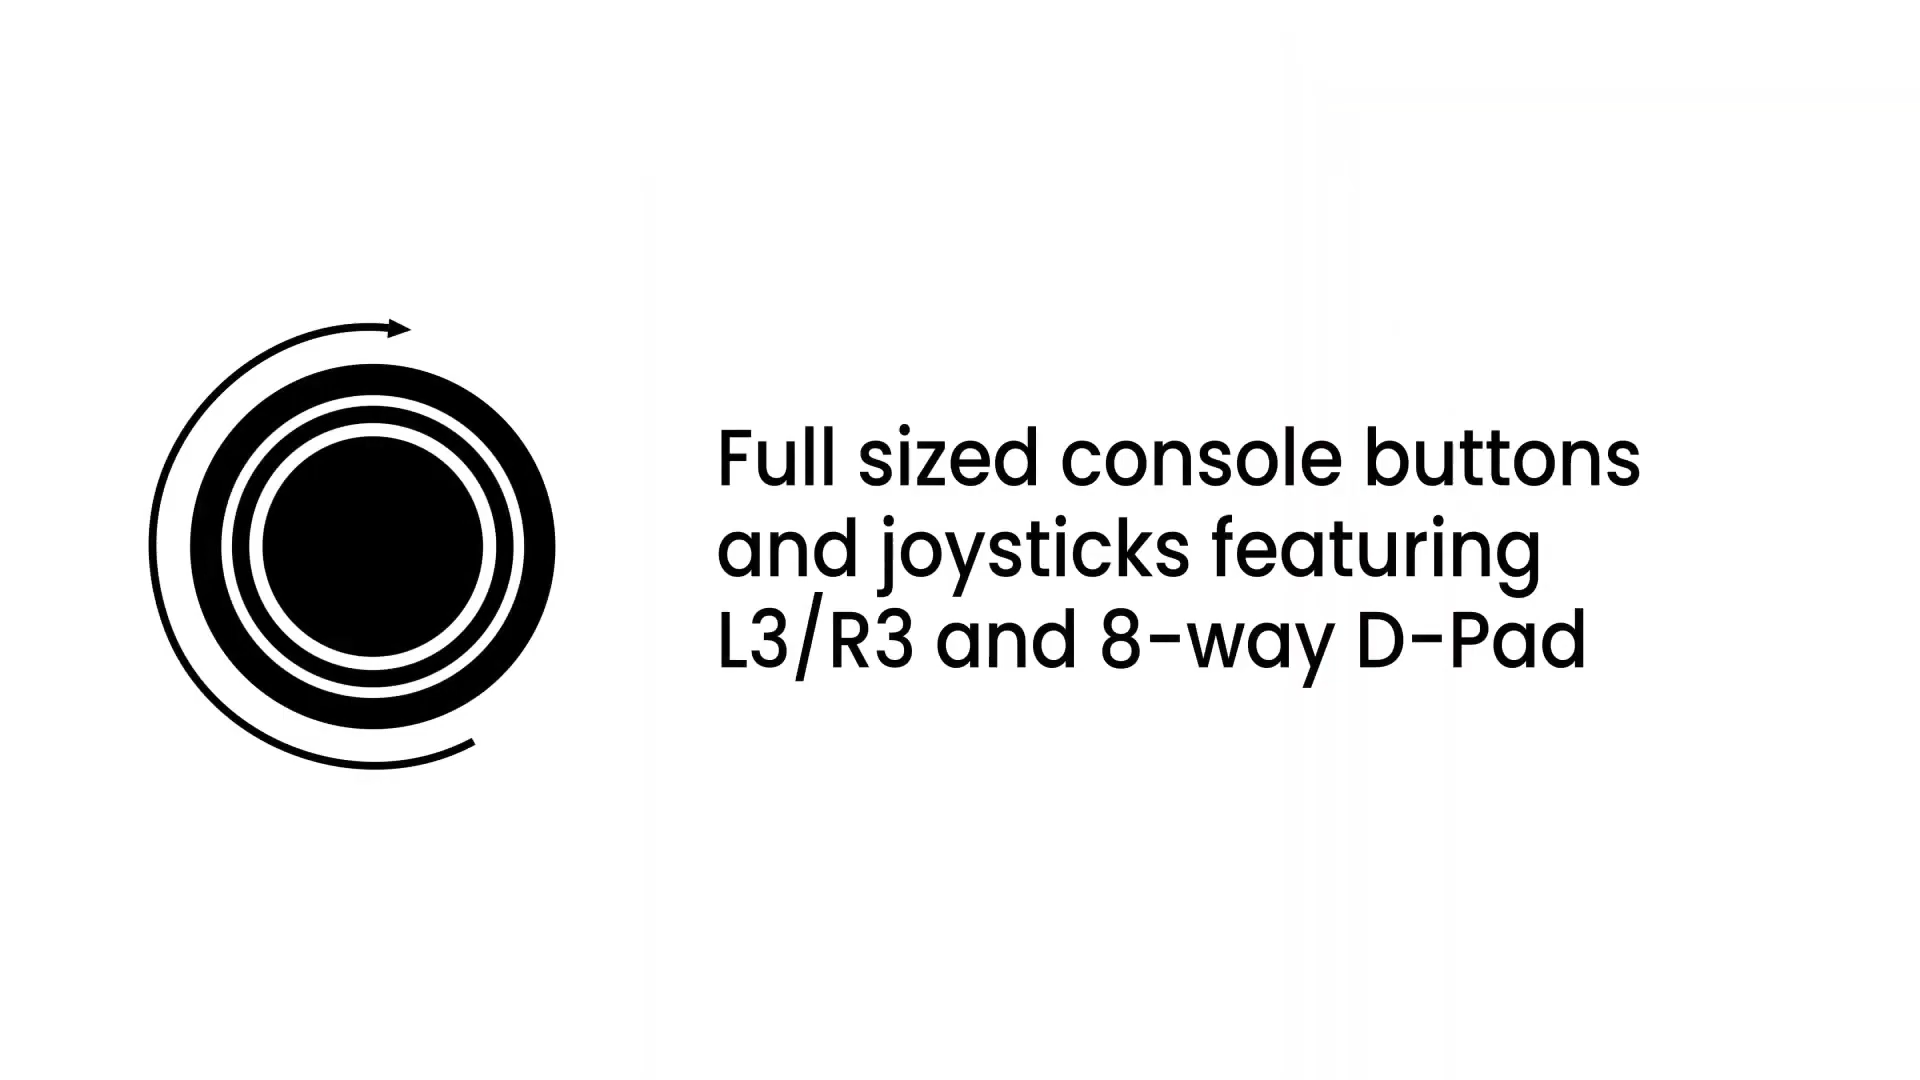 Full sized console buttons
and joysticks featuring
L3/R3 and 8-way D-Pad